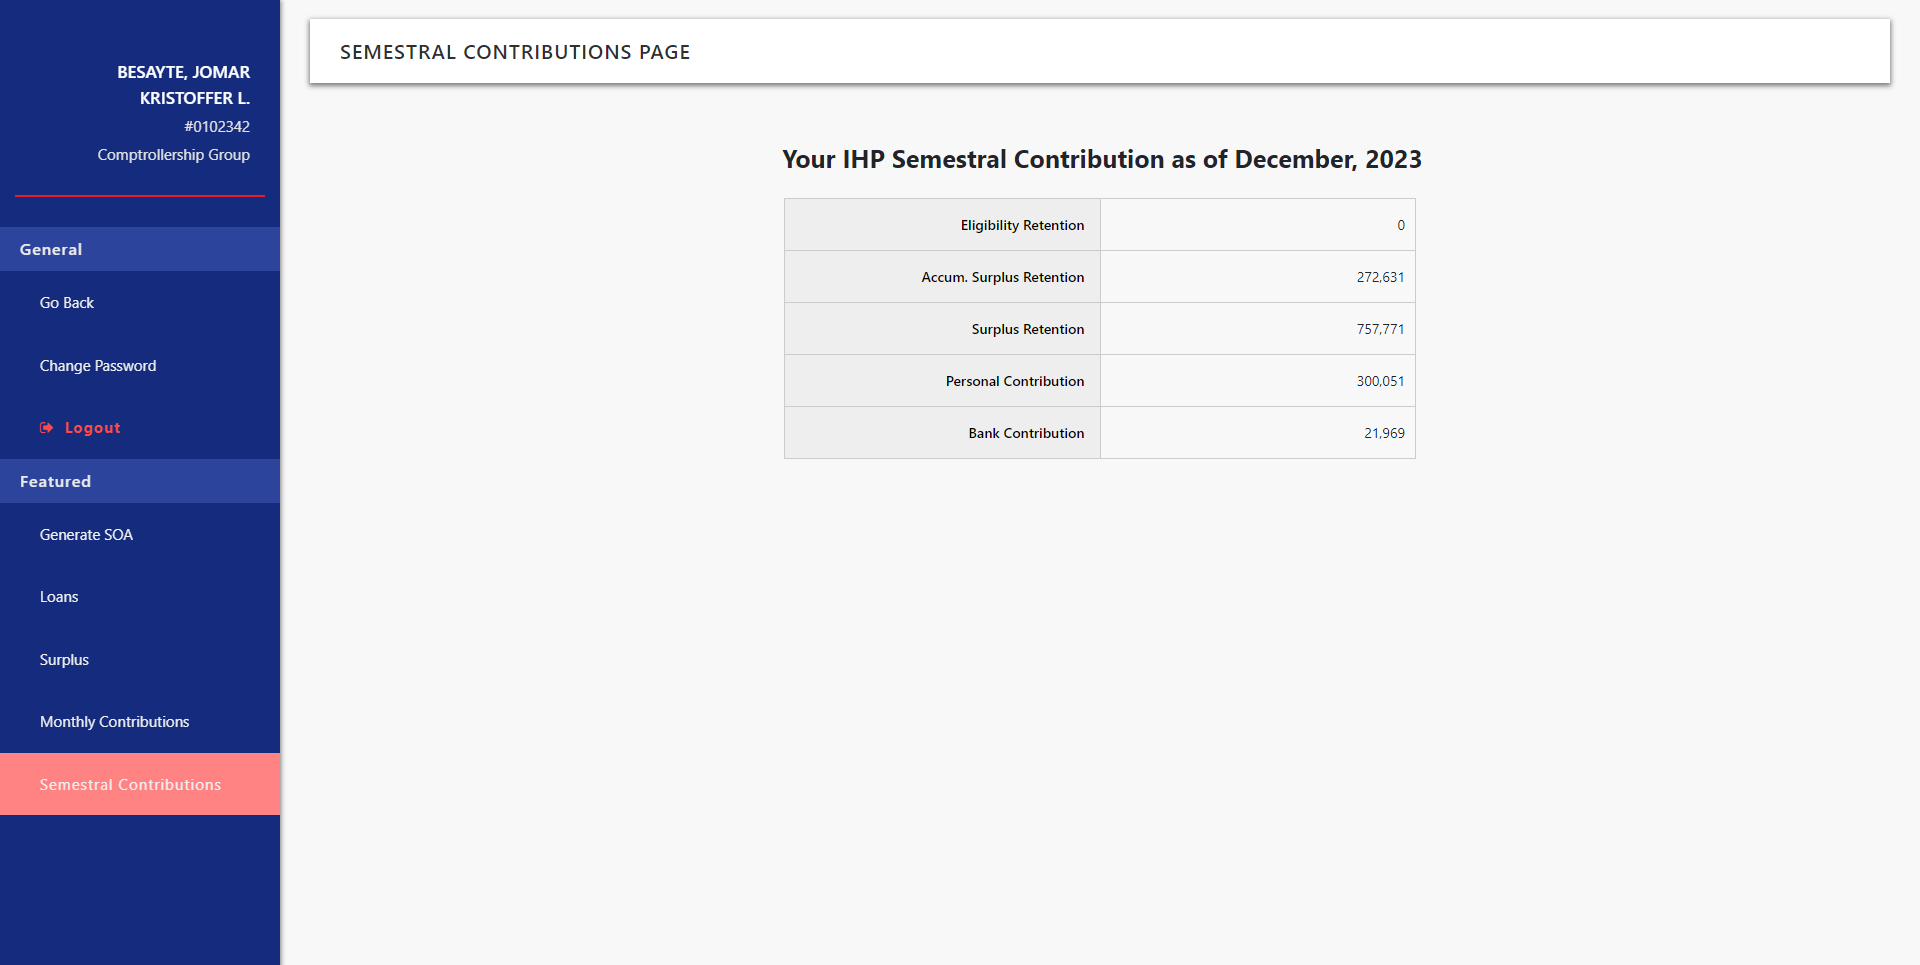 BESAYTE, JOMAR
KRISTOFFER L.
#0102342
Comptrollership Group
General
Go Back
Change Password
Logout
Featured
Generate SOA
Loans
Surplus
Monthly Contributions
Semestral Contributions
SEMESTRAL CONTRIBUTIONS PAGE
Your IHP Semestral Contribution as of December, 2023
Eligibility Retention 0
Accum. Surplus Retention 272,631
Surplus Retention 757,771
Personal Contribution 300,051
Bank Contribution 21,969